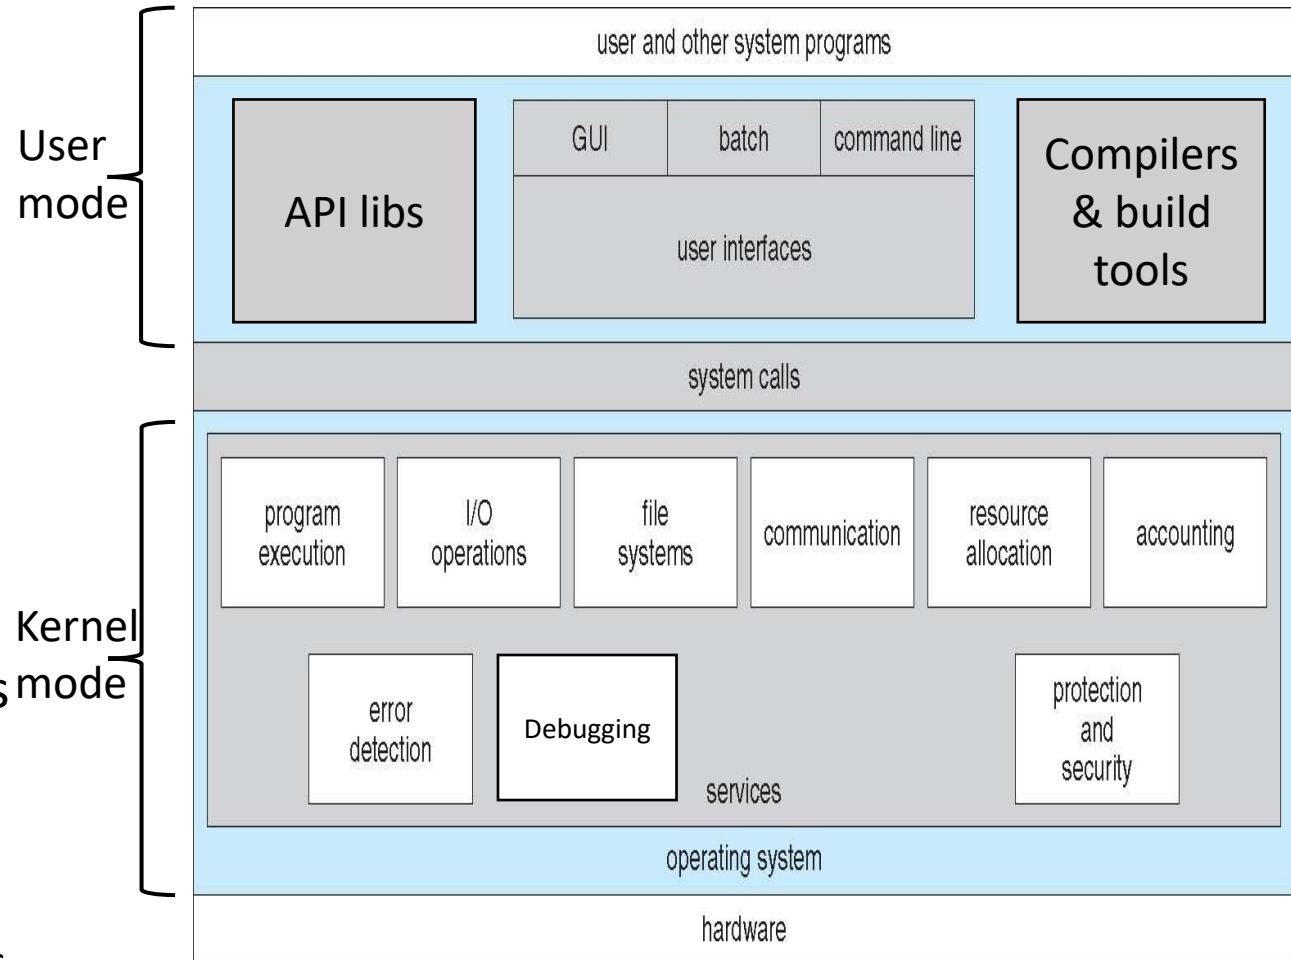 user and other system programs
User
mode
API libs
GUI
batch
command line
user interfaces
Compilers
& build
tools
system calls
Kernel
mode
s
program
execution
I/O
operations
file
systems
communication
resource
allocation
accounting
error
detection
Debugging
protection
and
security
services
operating system
hardware